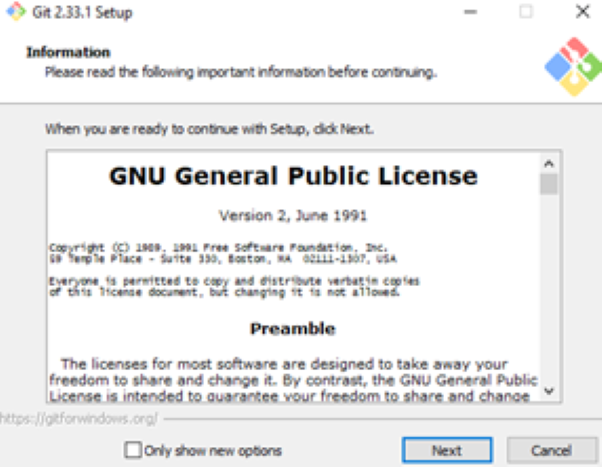 Git 2.33.1 Setup
Information
Please read the following important information before continuing.
When you are ready to continue with Setup, click Next.
GNU General Public License
Version 2, June 1991
Copyright (C) 1989, 1991 Free Software Foundation, Inc.
59 Temple Place - Suite 330, Boston, MA 02111-1307, USA
Everyone is permitted to copy and distribute verbatim copies
of this license document, but changing it is not allowed.
Preamble
The licenses for most software are designed to take away your
freedom to share and change it. By contrast, the GNU General Public
License is intended to guarantee your freedom to share and change
https://gitforwindows.org/
Only show new options
Next
Cancel